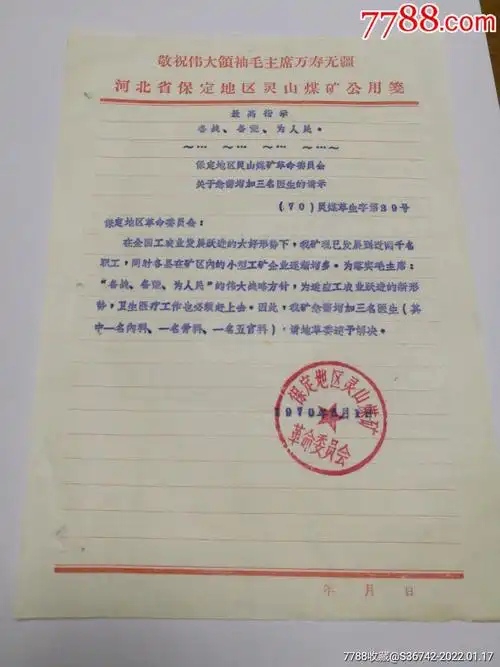 7788.com
敬祝伟大領袖毛主席万寿无疆
河北省保定地区灵山煤矿公用笺
最高指示
备战、备荒、为人民。
～… ～… ～… ～…
保定地区灵山煤矿革命委员会
关于急需增加三名医生的请示
（70）灵煤革生字第39号
保定地区革命委员会：
在全国工农业发展跃进的大好形势下，我矿现已发展到近两千名
职工，同时各县在矿区内的小型工矿企业逐渐增多。为落实毛主席：
“备战、备荒、为人民”的伟大战略方针，为适应工农业跃进的新形
势，卫生医疗工作也必须赶上去。因此，我矿急需增加三名医生（其
中一名内科、一名骨科、一名五官科），请地革委速予解决。
保定地区灵山煤矿
革命委员会
年 月 日
7788收藏@S36742-2022.01.17